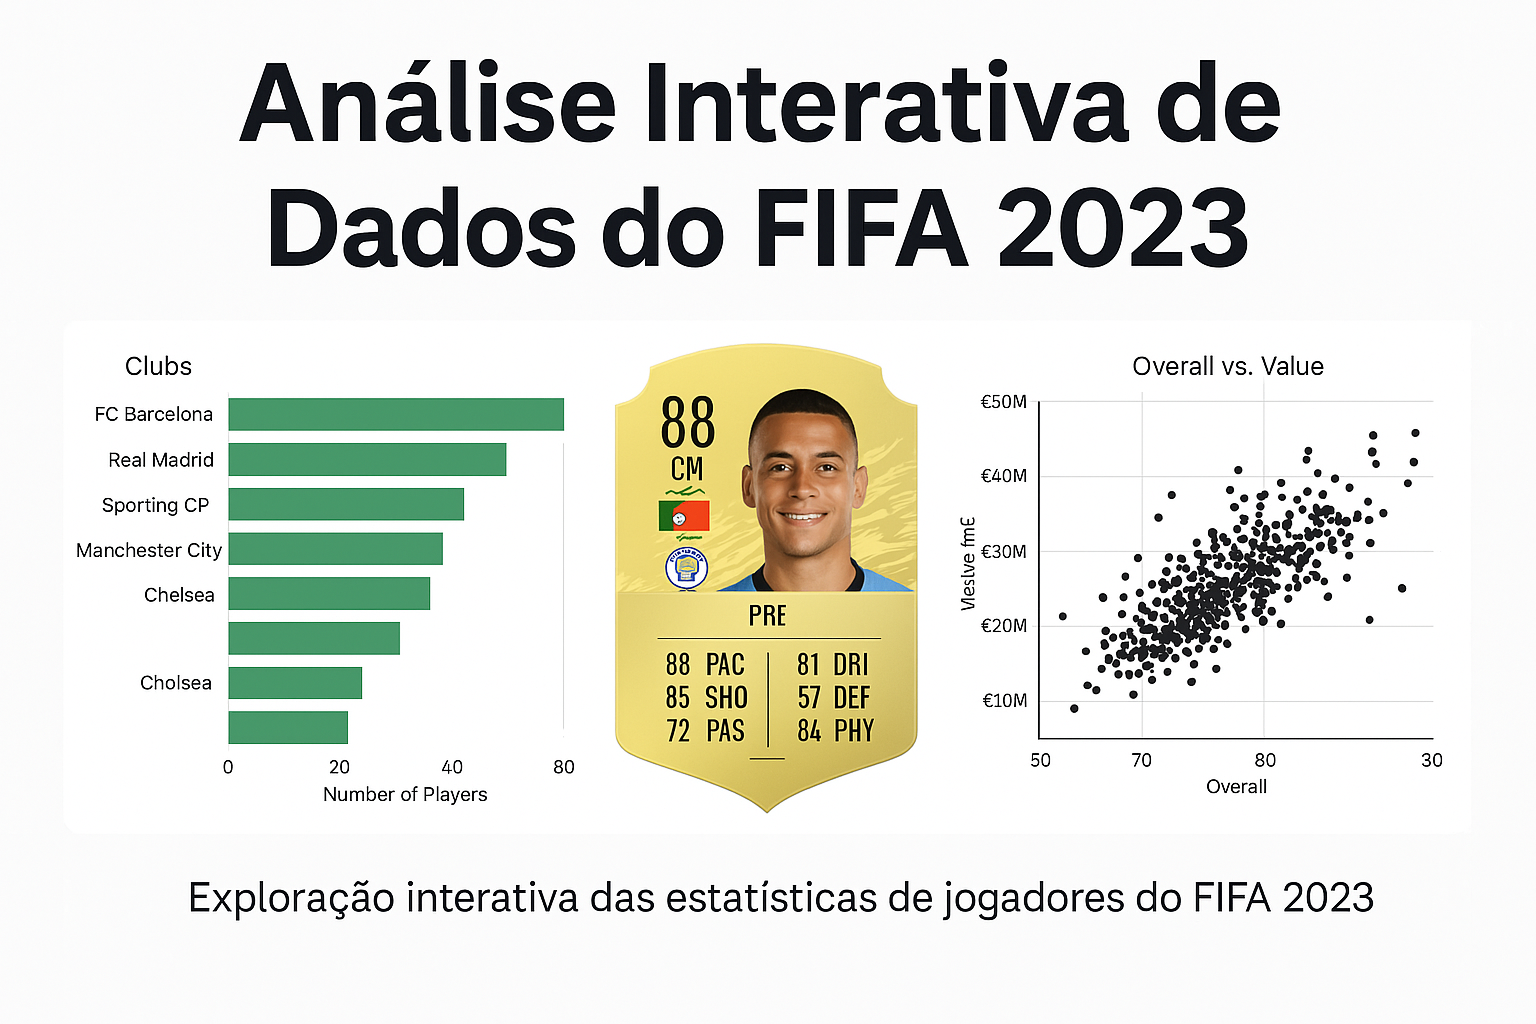 Análise Interativa de
Dados do FIFA 2023
Clubs
FC Barcelona
Real Madrid
Sporting CP
Manchester City
Chelsea
Cholsea
0 20 40 80
Number of Players
88
CM
PRE
88 PAC 81 DRI
85 SHO 57 DEF
72 PAS 84 PHY
Overall vs. Value
€50M
€40M
€30M
€20M
€10M
50 70 80 30
Overall
Exploração interativa das estatísticas de jogadores do FIFA 2023